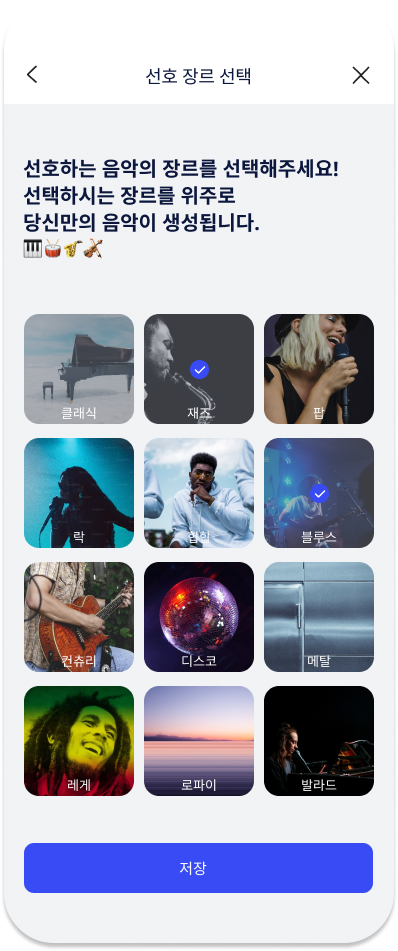 선호 장르 선택
선호하는 음악의 장르를 선택해주세요!
선택하시는 장르를 위주로
당신만의 음악이 생성됩니다.
클래식
재즈
팝
락
힙합
블루스
컨츄리
디스코
메탈
레게
로파이
발라드
저장